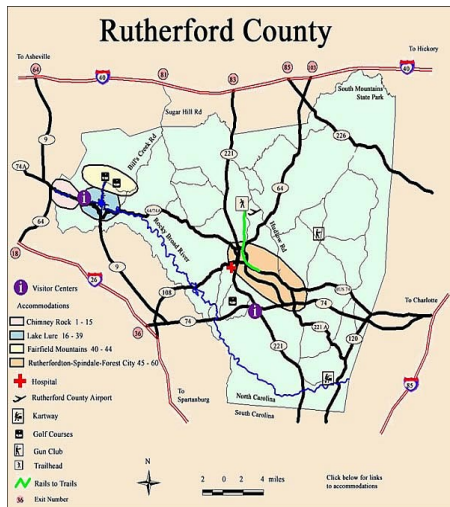 Rutherford County
To Asheville
To Hickory
64
40
81
83
85
103
40
South Mountains
State Park
Sugar Hill Rd
9
221
226
Bill's Creek Rd
74A
64
64
Rocky Broad River
Hudlow Rd
64
18
26
9
i Visitor Centers
Accommodations
Chimney Rock 1 - 15
Lake Lure 16 - 39
Fairfield Mountains 40 - 44
Rutherfordton-Spindale-Forest City 45 - 60
Hospital
Rutherford County Airport
Kartway
Golf Courses
Gun Club
Trailhead
Rails to Trails
36 Exit Number
108
74
36
i
74
To Charlotte
221
221 A
120
85
To
Spartanburg
North Carolina
South Carolina
N
2 0 2 4 miles
Click below for links
to accommodations